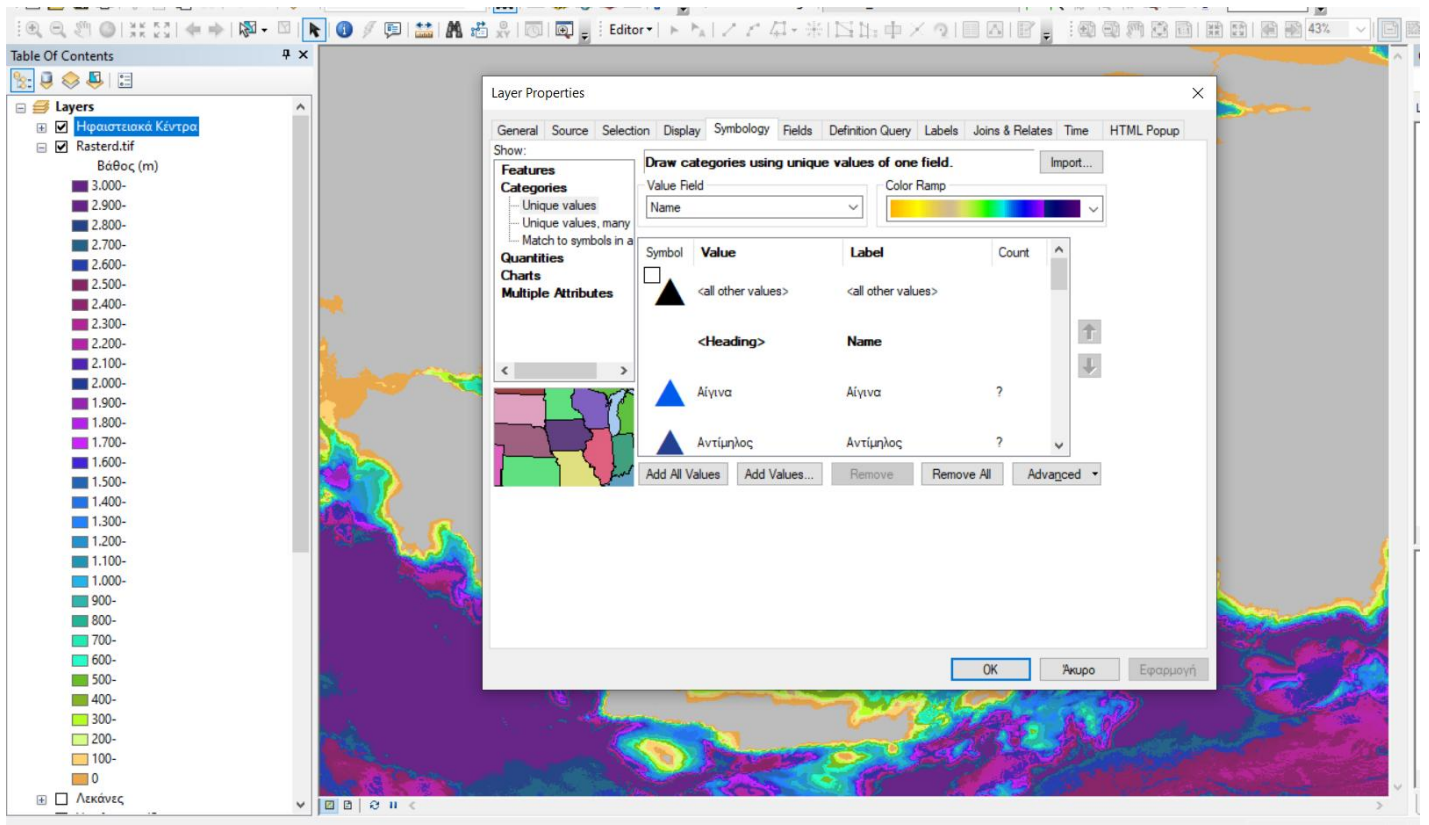 Editor
43%
Table Of Contents
Layers
Ηφαιστειακά Κέντρα
Rasterd.tif
Βάθος (m)
3.000-
2.900-
2.800-
2.700-
2.600-
2.500-
2.400-
2.300-
2.200-
2.100-
2.000-
1.900-
1.800-
1.700-
1.600-
1.500-
1.400-
1.300-
1.200-
1.100-
1.000-
900-
800-
700-
600-
500-
400-
300-
200-
100-
0
Λεκάνες
Layer Properties
General Source Selection Display Symbology Fields Definition Query Labels Joins & Relates Time HTML Popup
Show:
Features
Categories
Unique values
Unique values, many
Match to symbols in a
Quantities
Charts
Multiple Attributes
Draw categories using unique values of one field.
Import...
Value Field
Color Ramp
Name
Symbol Value Label Count
<all other values> <all other values>
<Heading> Name
Αίγινα Αίγινα ?
Αντίμηλος Αντίμηλος ?
Add All Values Add Values... Remove Remove All Advanced
OK Άκυρο Εφαρμογή